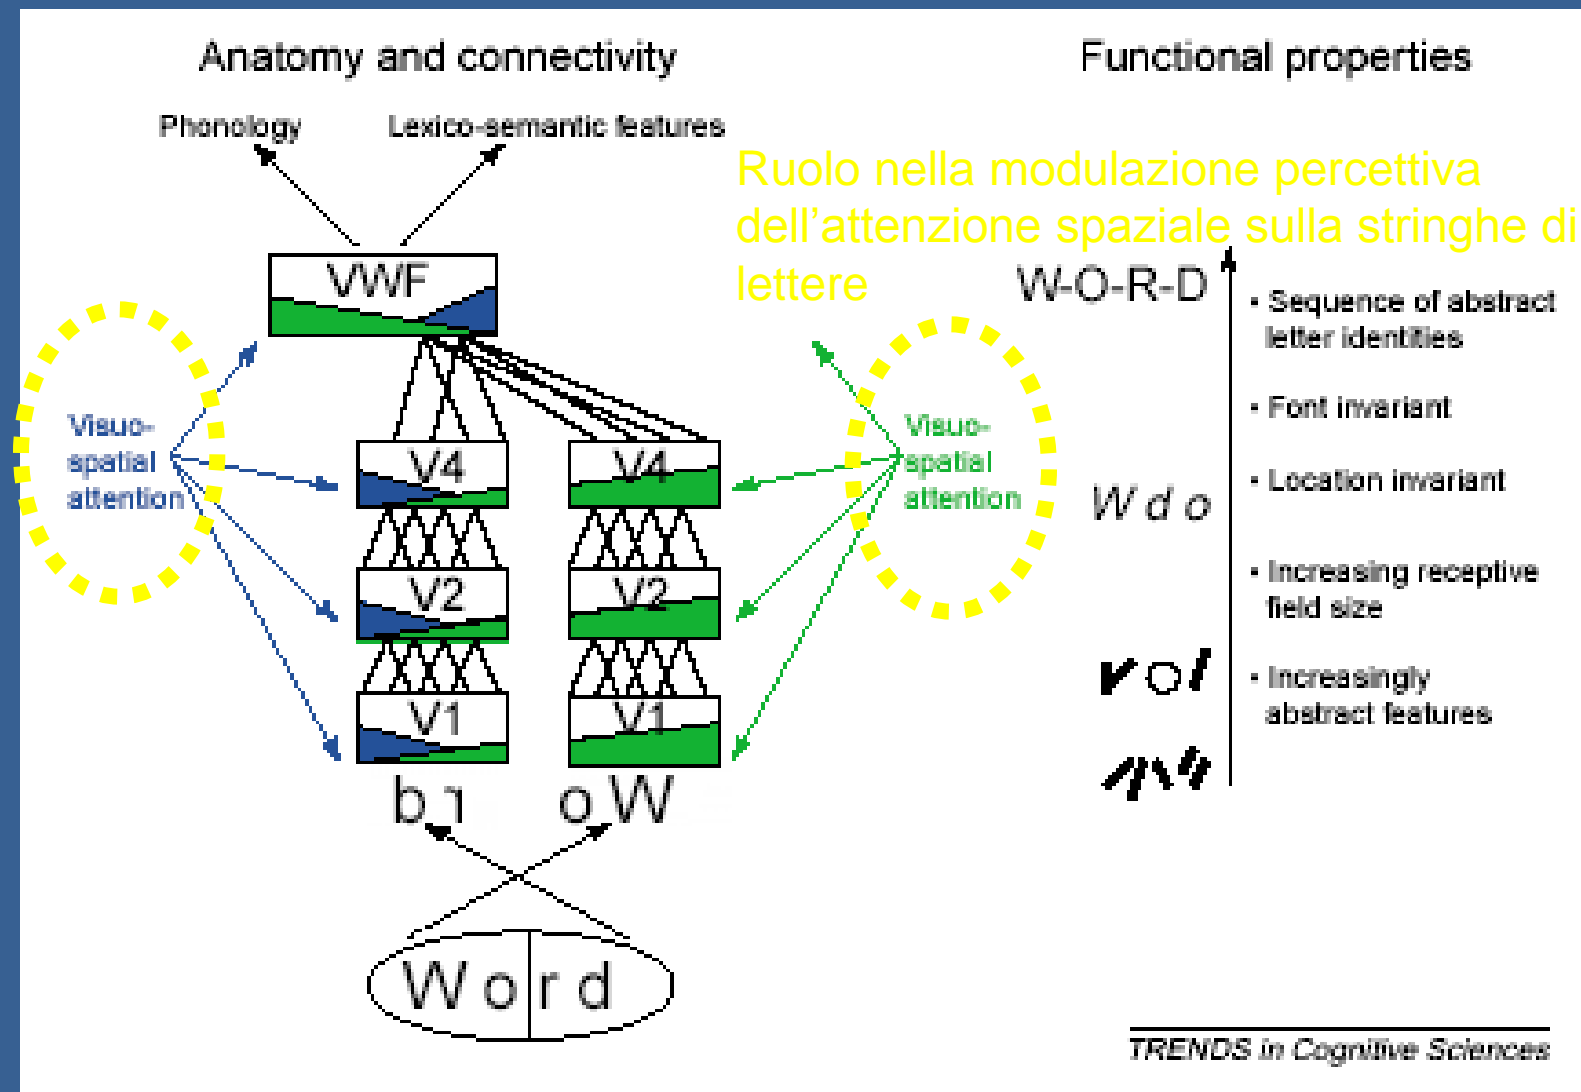 Anatomy and connectivity
Functional properties
Phonology
Lexico-semantic features
Ruolo nella modulazione percettiva
dell’attenzione spaziale sulla stringhe di
lettere
VWF
W-O-R-D
• Sequence of abstract
letter identities
• Font invariant
• Location invariant
• Increasing receptive
field size
• Increasingly
abstract features
Visuo-
spatial
attention
Visuo-
spatial
attention
V4
V4
W d o
V2
V2
V1
V1
o W
W o r d
TRENDS in Cognitive Sciences